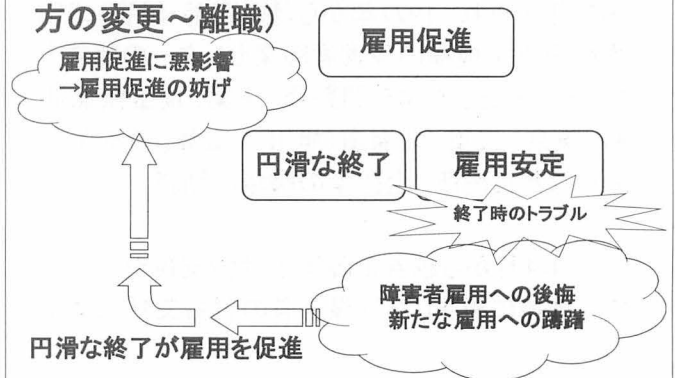 方の変更～離職)
雇用促進
雇用促進に悪影響
→雇用促進の妨げ
円滑な終了
雇用安定
終了時のトラブル
障害者雇用への後悔
新たな雇用への躊躇
円滑な終了が雇用を促進